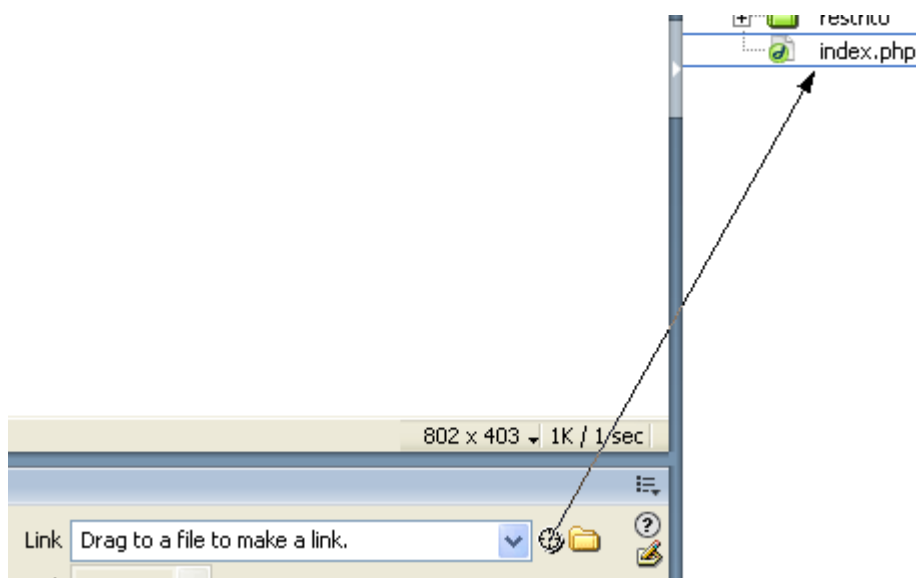 restrito
index.php
802 x 403 1K / 1 sec
Link Drag to a file to make a link.